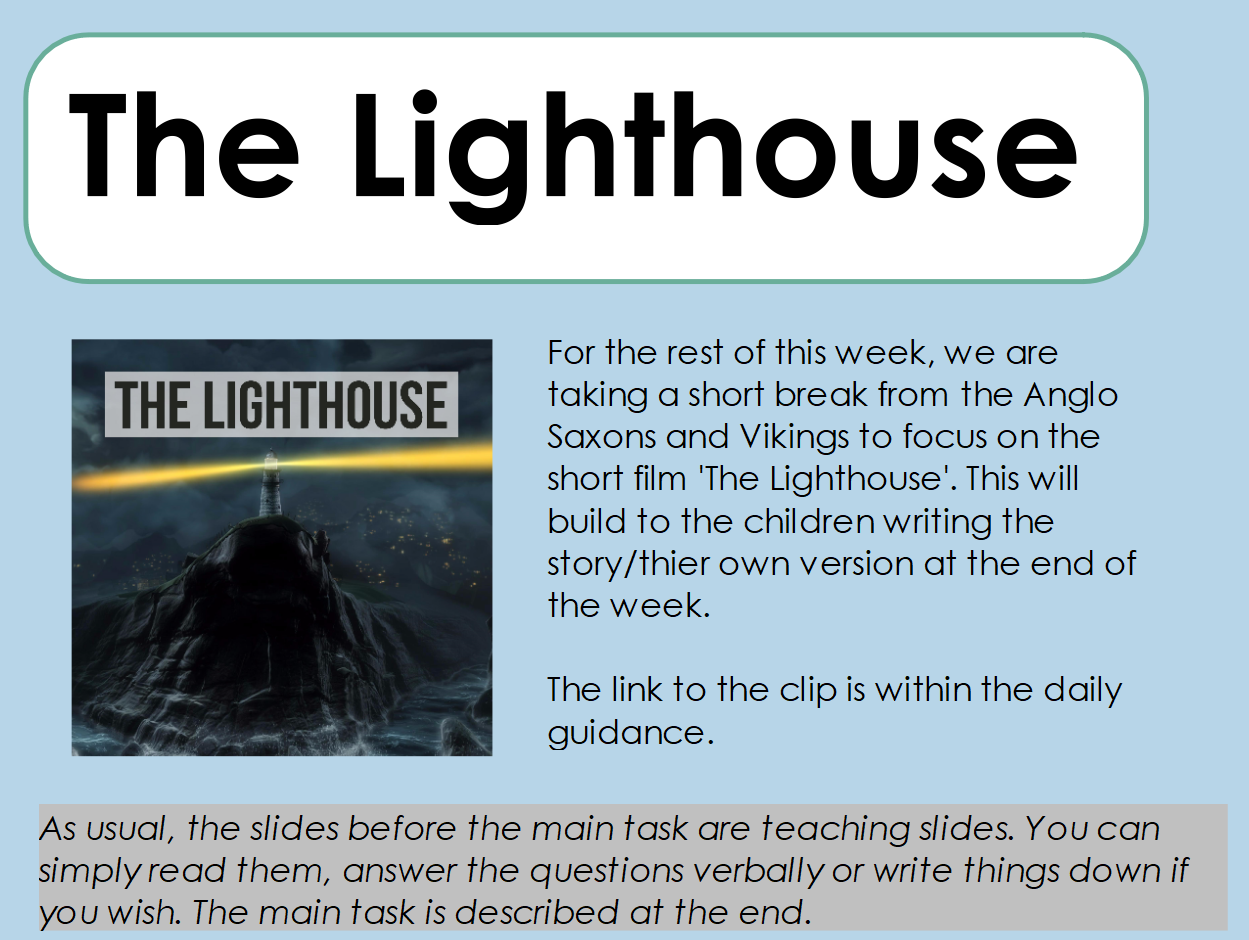 The Lighthouse
THE LIGHTHOUSE
For the rest of this week, we are
taking a short break from the Anglo
Saxons and Vikings to focus on the
short film 'The Lighthouse'. This will
build to the children writing the
story/thier own version at the end of
the week.
The link to the clip is within the daily
guidance.
As usual, the slides before the main task are teaching slides. You can
simply read them, answer the questions verbally or write things down if
you wish. The main task is described at the end.